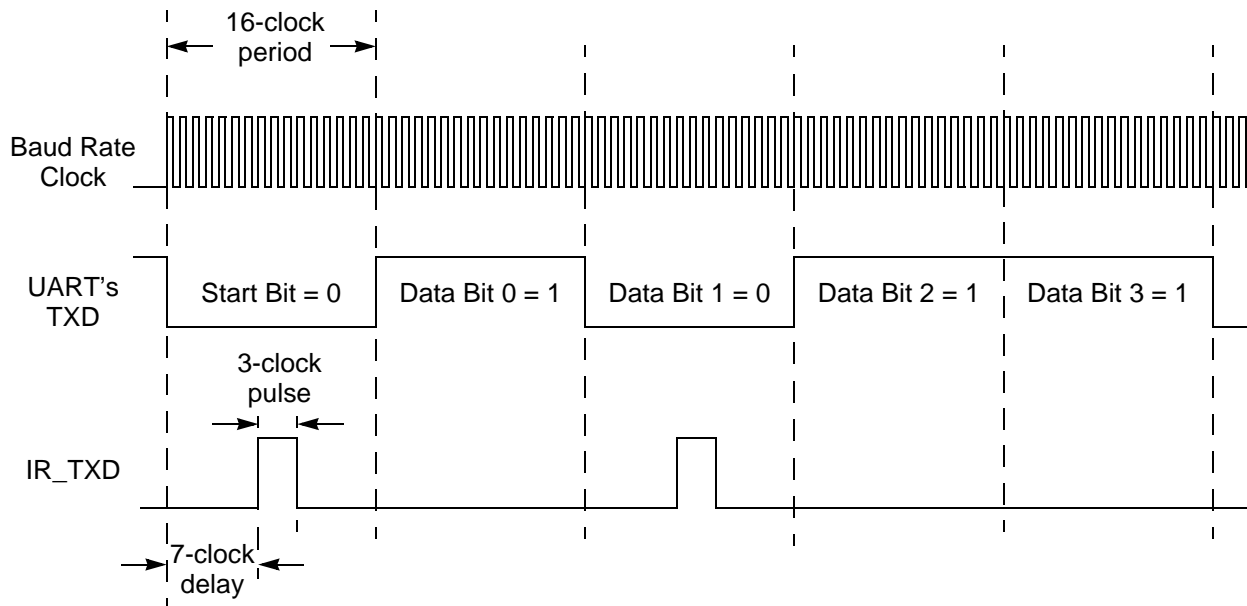 16-clock
period
Baud Rate
Clock
UART's
TXD
Start Bit = 0
Data Bit 0 = 1
Data Bit 1 = 0
Data Bit 2 = 1
Data Bit 3 = 1
3-clock
pulse
IR_TXD
7-clock
delay